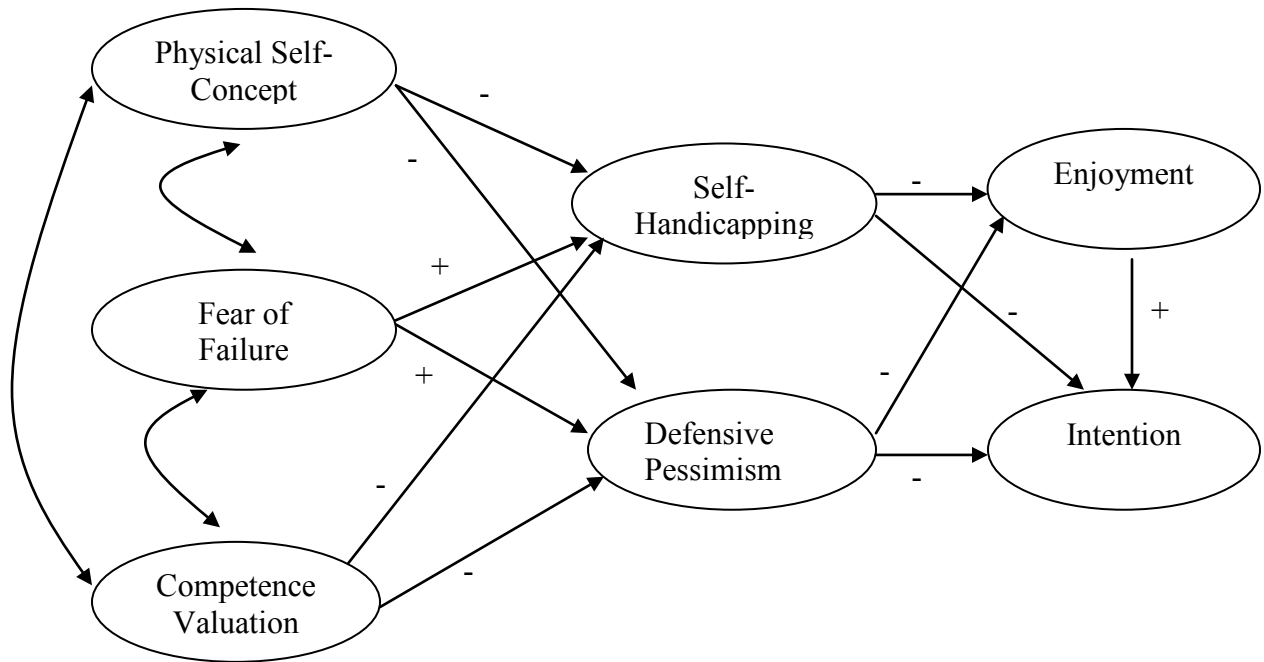 Physical Self-
Concept
-
-
Self-
Handicapping
-
Enjoyment
+
Fear of
Failure
-
+
+
-
Defensive
Pessimism
Intention
-
-
-
Competence
Valuation